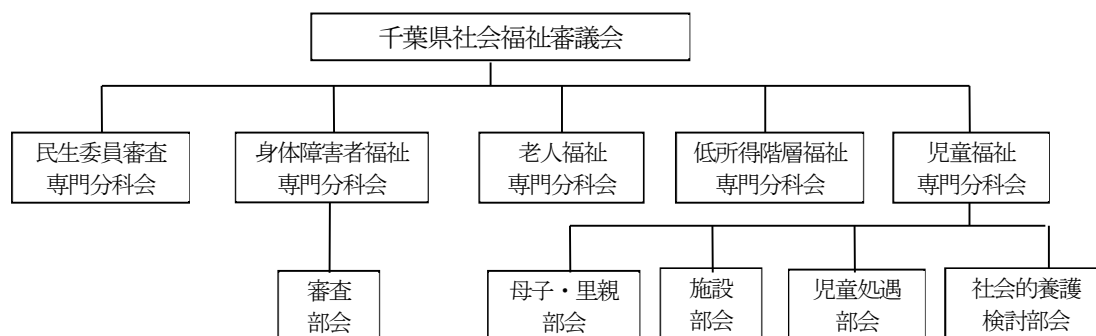 千葉県社会福祉審議会
民生委員審査
専門分科会
身体障害者福祉
専門分科会
老人福祉
専門分科会
低所得階層福祉
専門分科会
児童福祉
専門分科会
審査
部会
母子・里親
部会
施設
部会
児童処遇
部会
社会的養護
検討部会